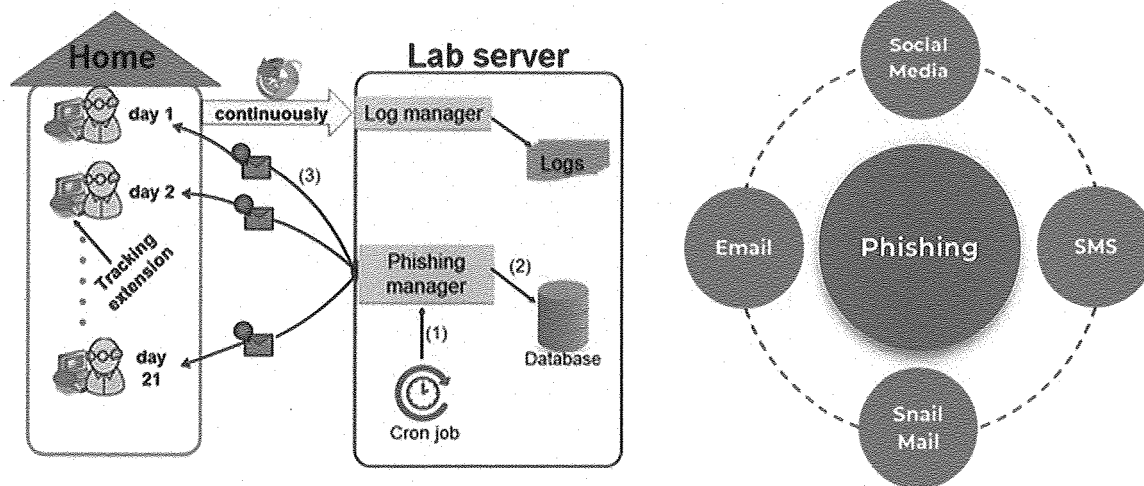 Home
day 1
day 2
Tracking
extension
day
21
continuously
(3)
Lab server
Log manager
Logs
Phishing
manager
(2)
(1)
Database
Cron job
Social
Media
Email
Phishing
SMS
Snail
Mail